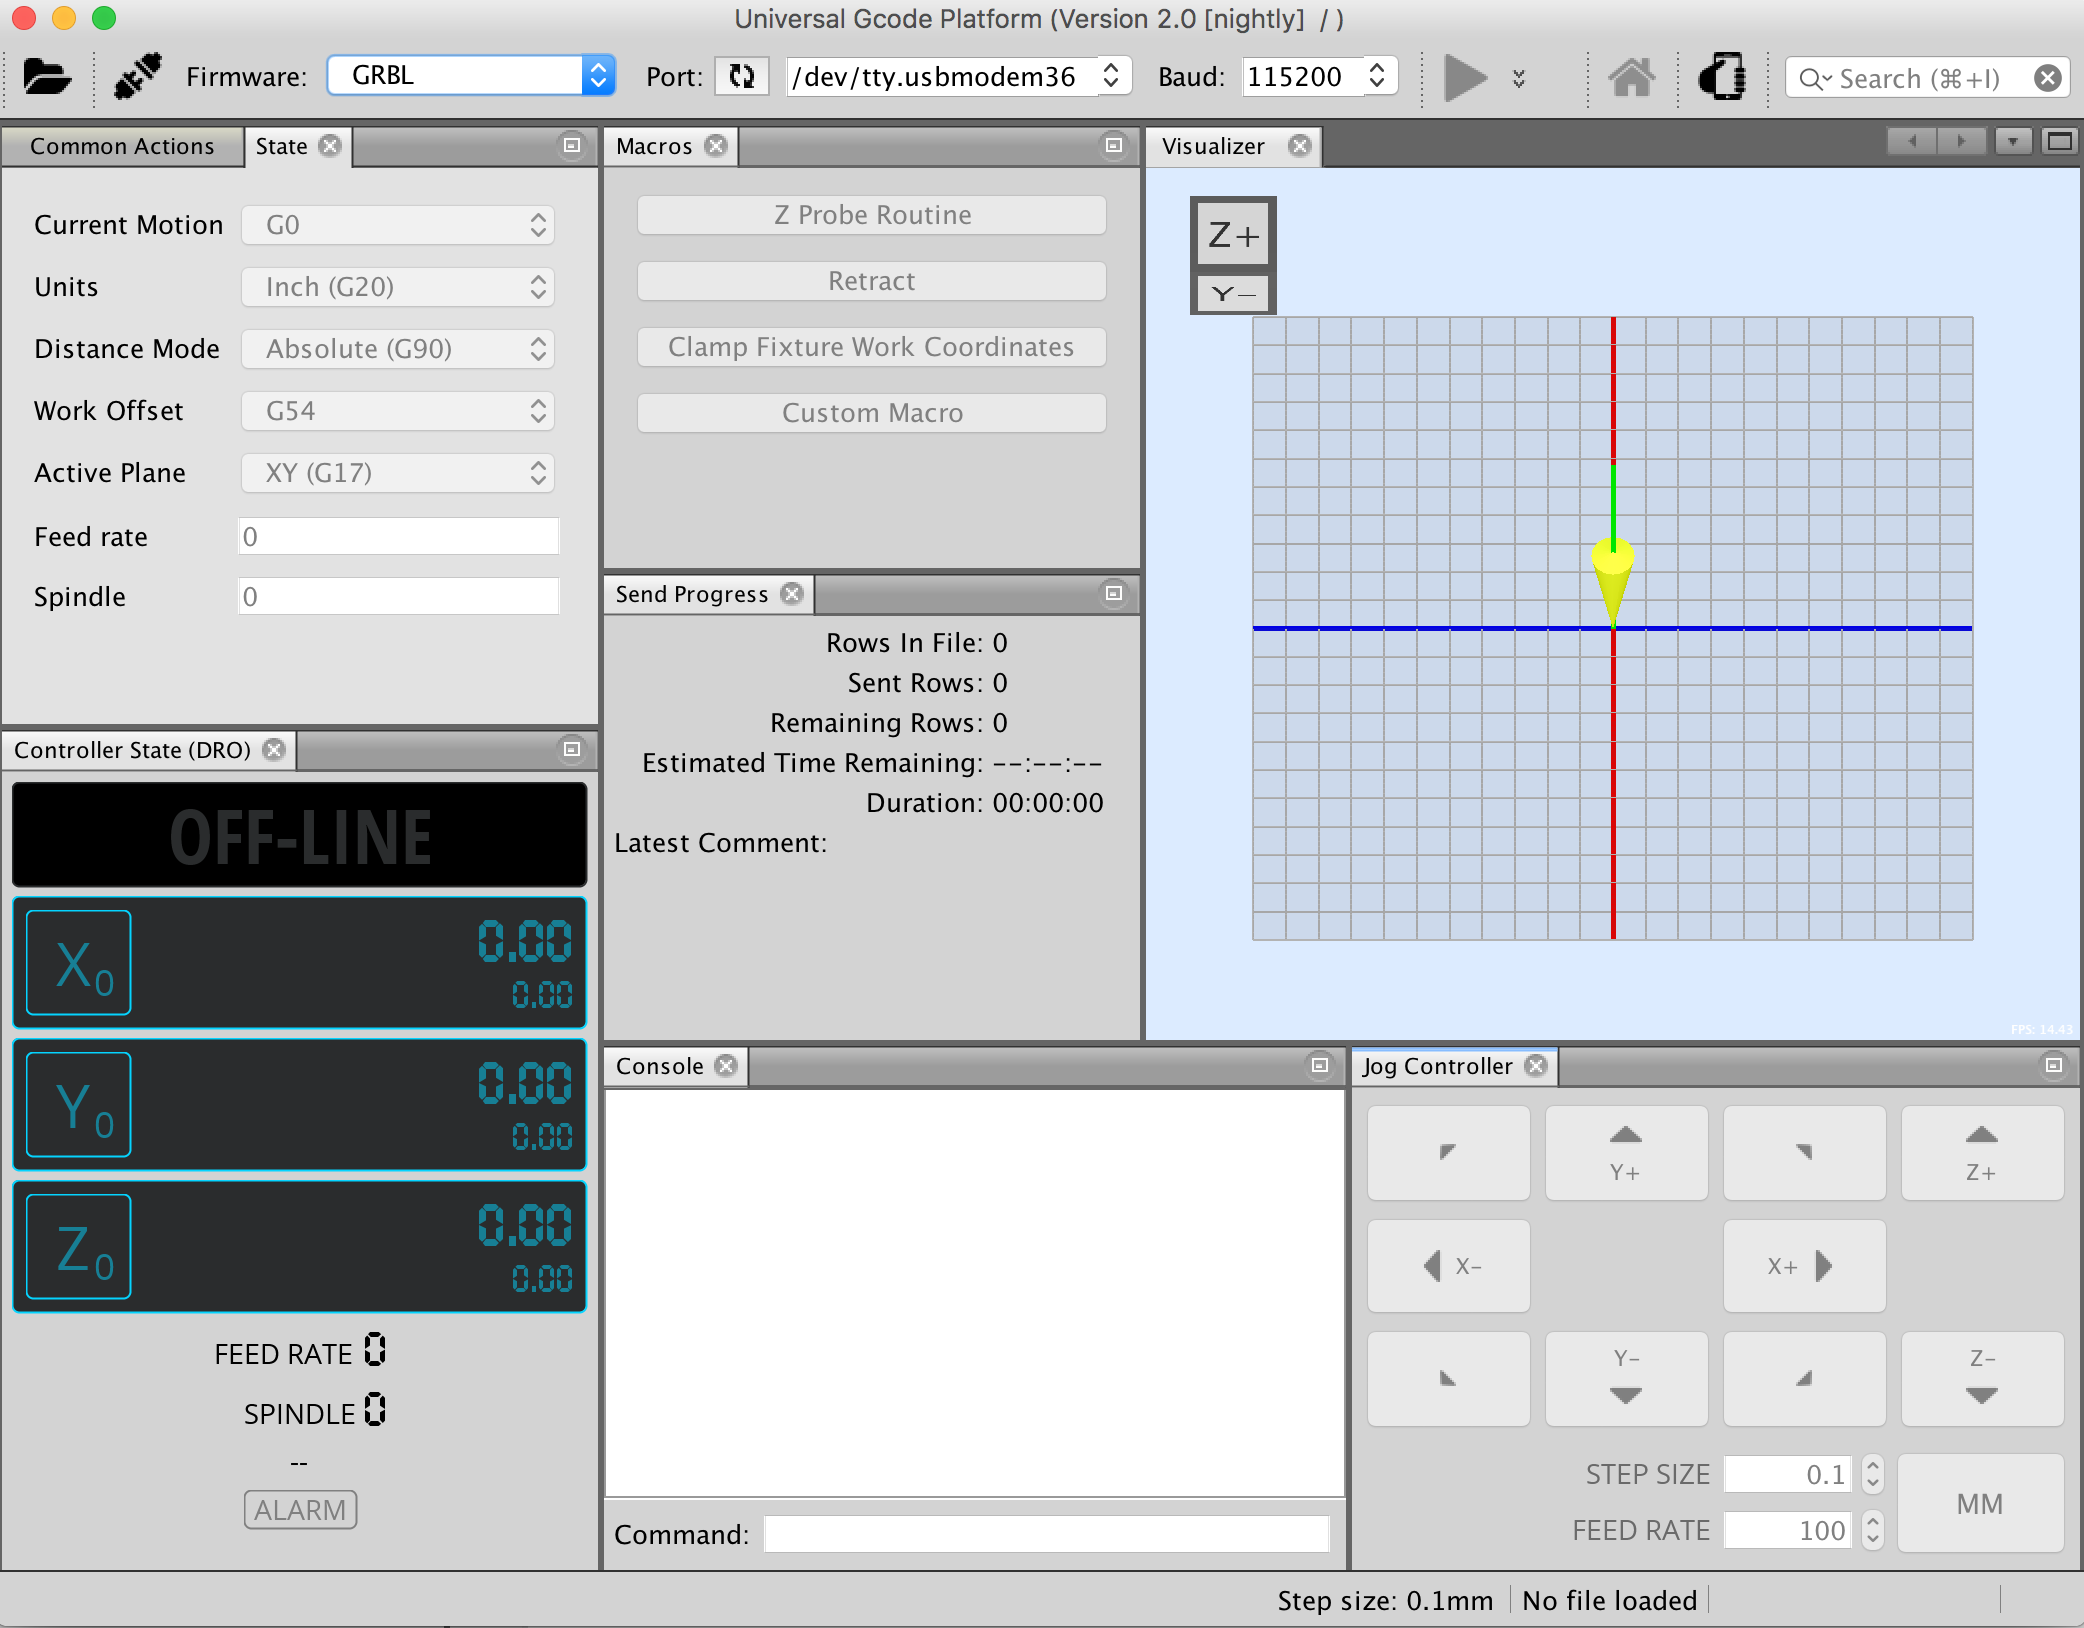 Universal Gcode Platform (Version 2.0 [nightly]  / )
Firmware: GRBL Port: /dev/tty.usbmodem36 Baud: 115200 Search (⌘+I)
Common Actions State
Current Motion G0
Units Inch (G20)
Distance Mode Absolute (G90)
Work Offset G54
Active Plane XY (G17)
Feed rate 0
Spindle 0
Controller State (DRO)
OFF-LINE
X0 0.00
0.00
Y0 0.00
0.00
Z0 0.00
0.00
FEED RATE 0
SPINDLE 0
--
ALARM
Macros
Z Probe Routine
Retract
Clamp Fixture Work Coordinates
Custom Macro
Send Progress
Rows In File: 0
Sent Rows: 0
Remaining Rows: 0
Estimated Time Remaining: --:--:--
Duration: 00:00:00
Latest Comment:
Visualizer
Z+
Y-
FPS: 14.43
Console
Command:
Jog Controller
Y+ Z+
X- X+
Y- Z-
STEP SIZE 0.1
MM
FEED RATE 100
Step size: 0.1mm No file loaded